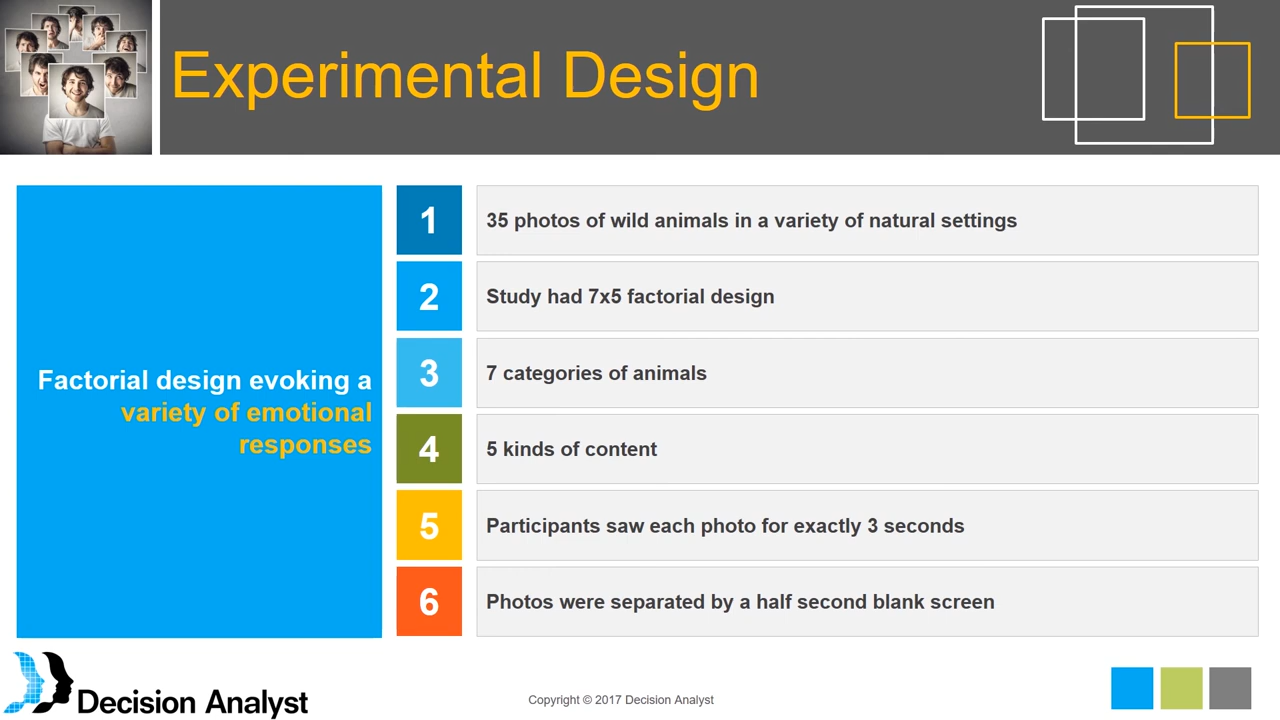 Experimental Design
Factorial design evoking a
variety of emotional
responses
1
35 photos of wild animals in a variety of natural settings
2
Study had 7x5 factorial design
3
7 categories of animals
4
5 kinds of content
5
Participants saw each photo for exactly 3 seconds
6
Photos were separated by a half second blank screen
Decision Analyst
Copyright © 2017 Decision Analyst